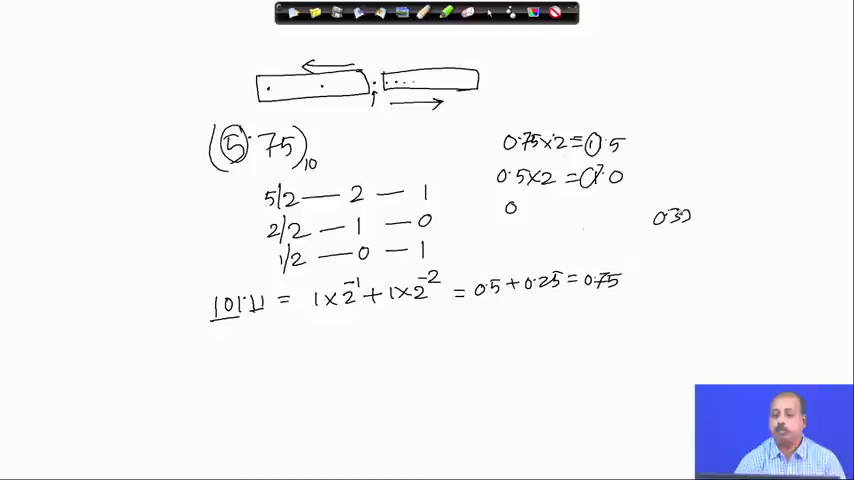 (5.75)₁₀
0.75×2 = 1.5
5/2 — 2 — 1
0.5×2 = 1.0
2/2 — 1 — 0
0
1/2 — 0 — 1
101.11 = 1×2⁻¹ + 1×2⁻² = 0.5 + 0.25 = 0.75